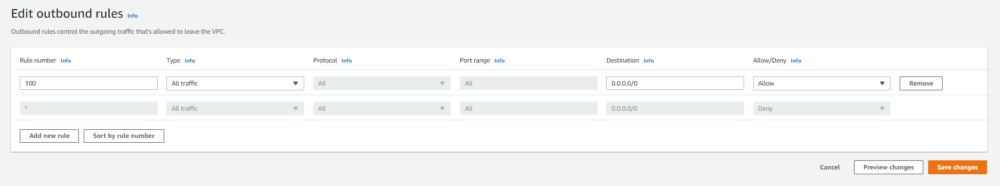 Edit outbound rules Info
Outbound rules control the outgoing traffic that's allowed to leave the VPC.
Rule number Info Type Info Protocol Info Port range Info Destination Info Allow/Deny Info
100 All traffic All All 0.0.0.0/0 Allow Remove
* All traffic All All 0.0.0.0/0 Deny
Add new rule Sort by rule number
Cancel Preview changes Save changes